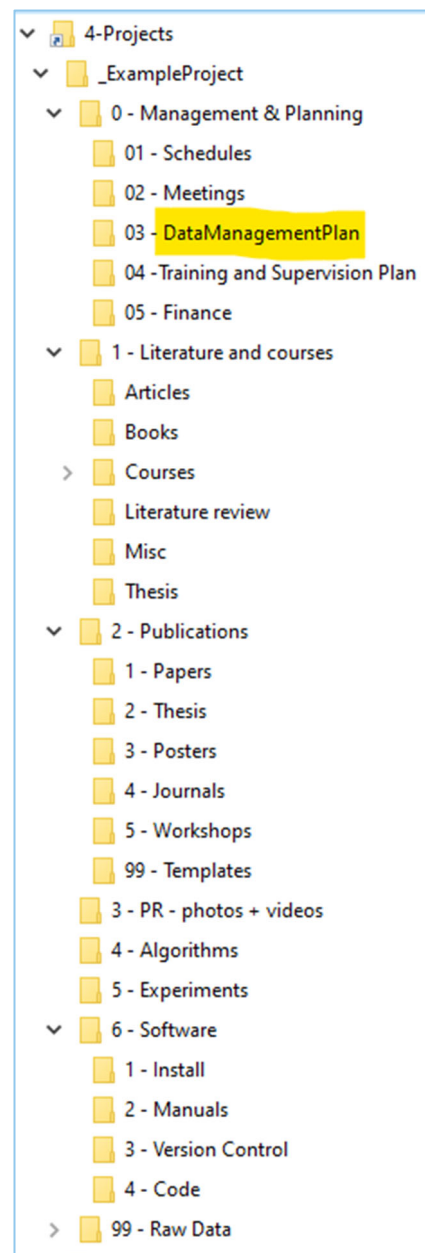 4-Projects
_ExampleProject
0 - Management & Planning
01 - Schedules
02 - Meetings
03 - DataManagementPlan
04 -Training and Supervision Plan
05 - Finance
1 - Literature and courses
Articles
Books
Courses
Literature review
Misc
Thesis
2 - Publications
1 - Papers
2 - Thesis
3 - Posters
4 - Journals
5 - Workshops
99 - Templates
3 - PR - photos + videos
4 - Algorithms
5 - Experiments
6 - Software
1 - Install
2 - Manuals
3 - Version Control
4 - Code
99 - Raw Data